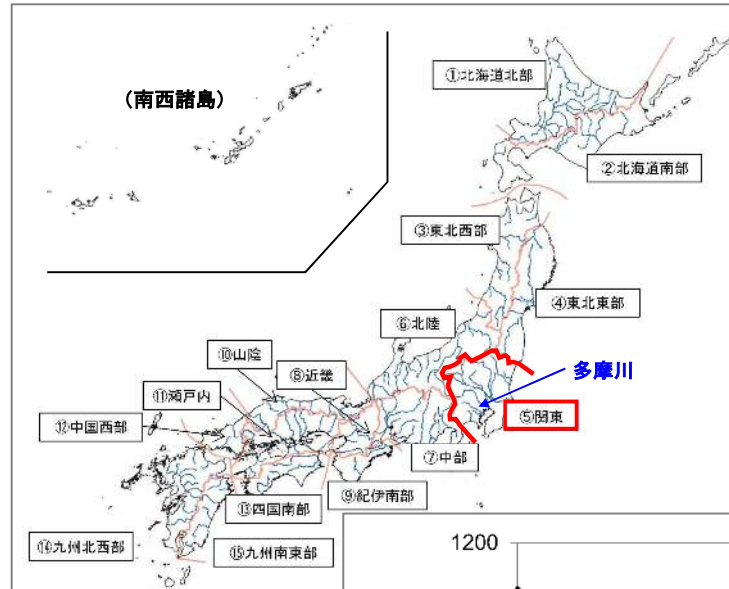 (南西諸島)
①北海道北部
②北海道南部
③東北西部
④東北東部
⑥北陸
⑩山陰
⑧近畿
多摩川
⑪瀬戸内
⑤関東
⑫中国西部
⑦中部
⑨紀伊南部
⑬四国南部
⑭九州北西部
⑮九州南東部
1200